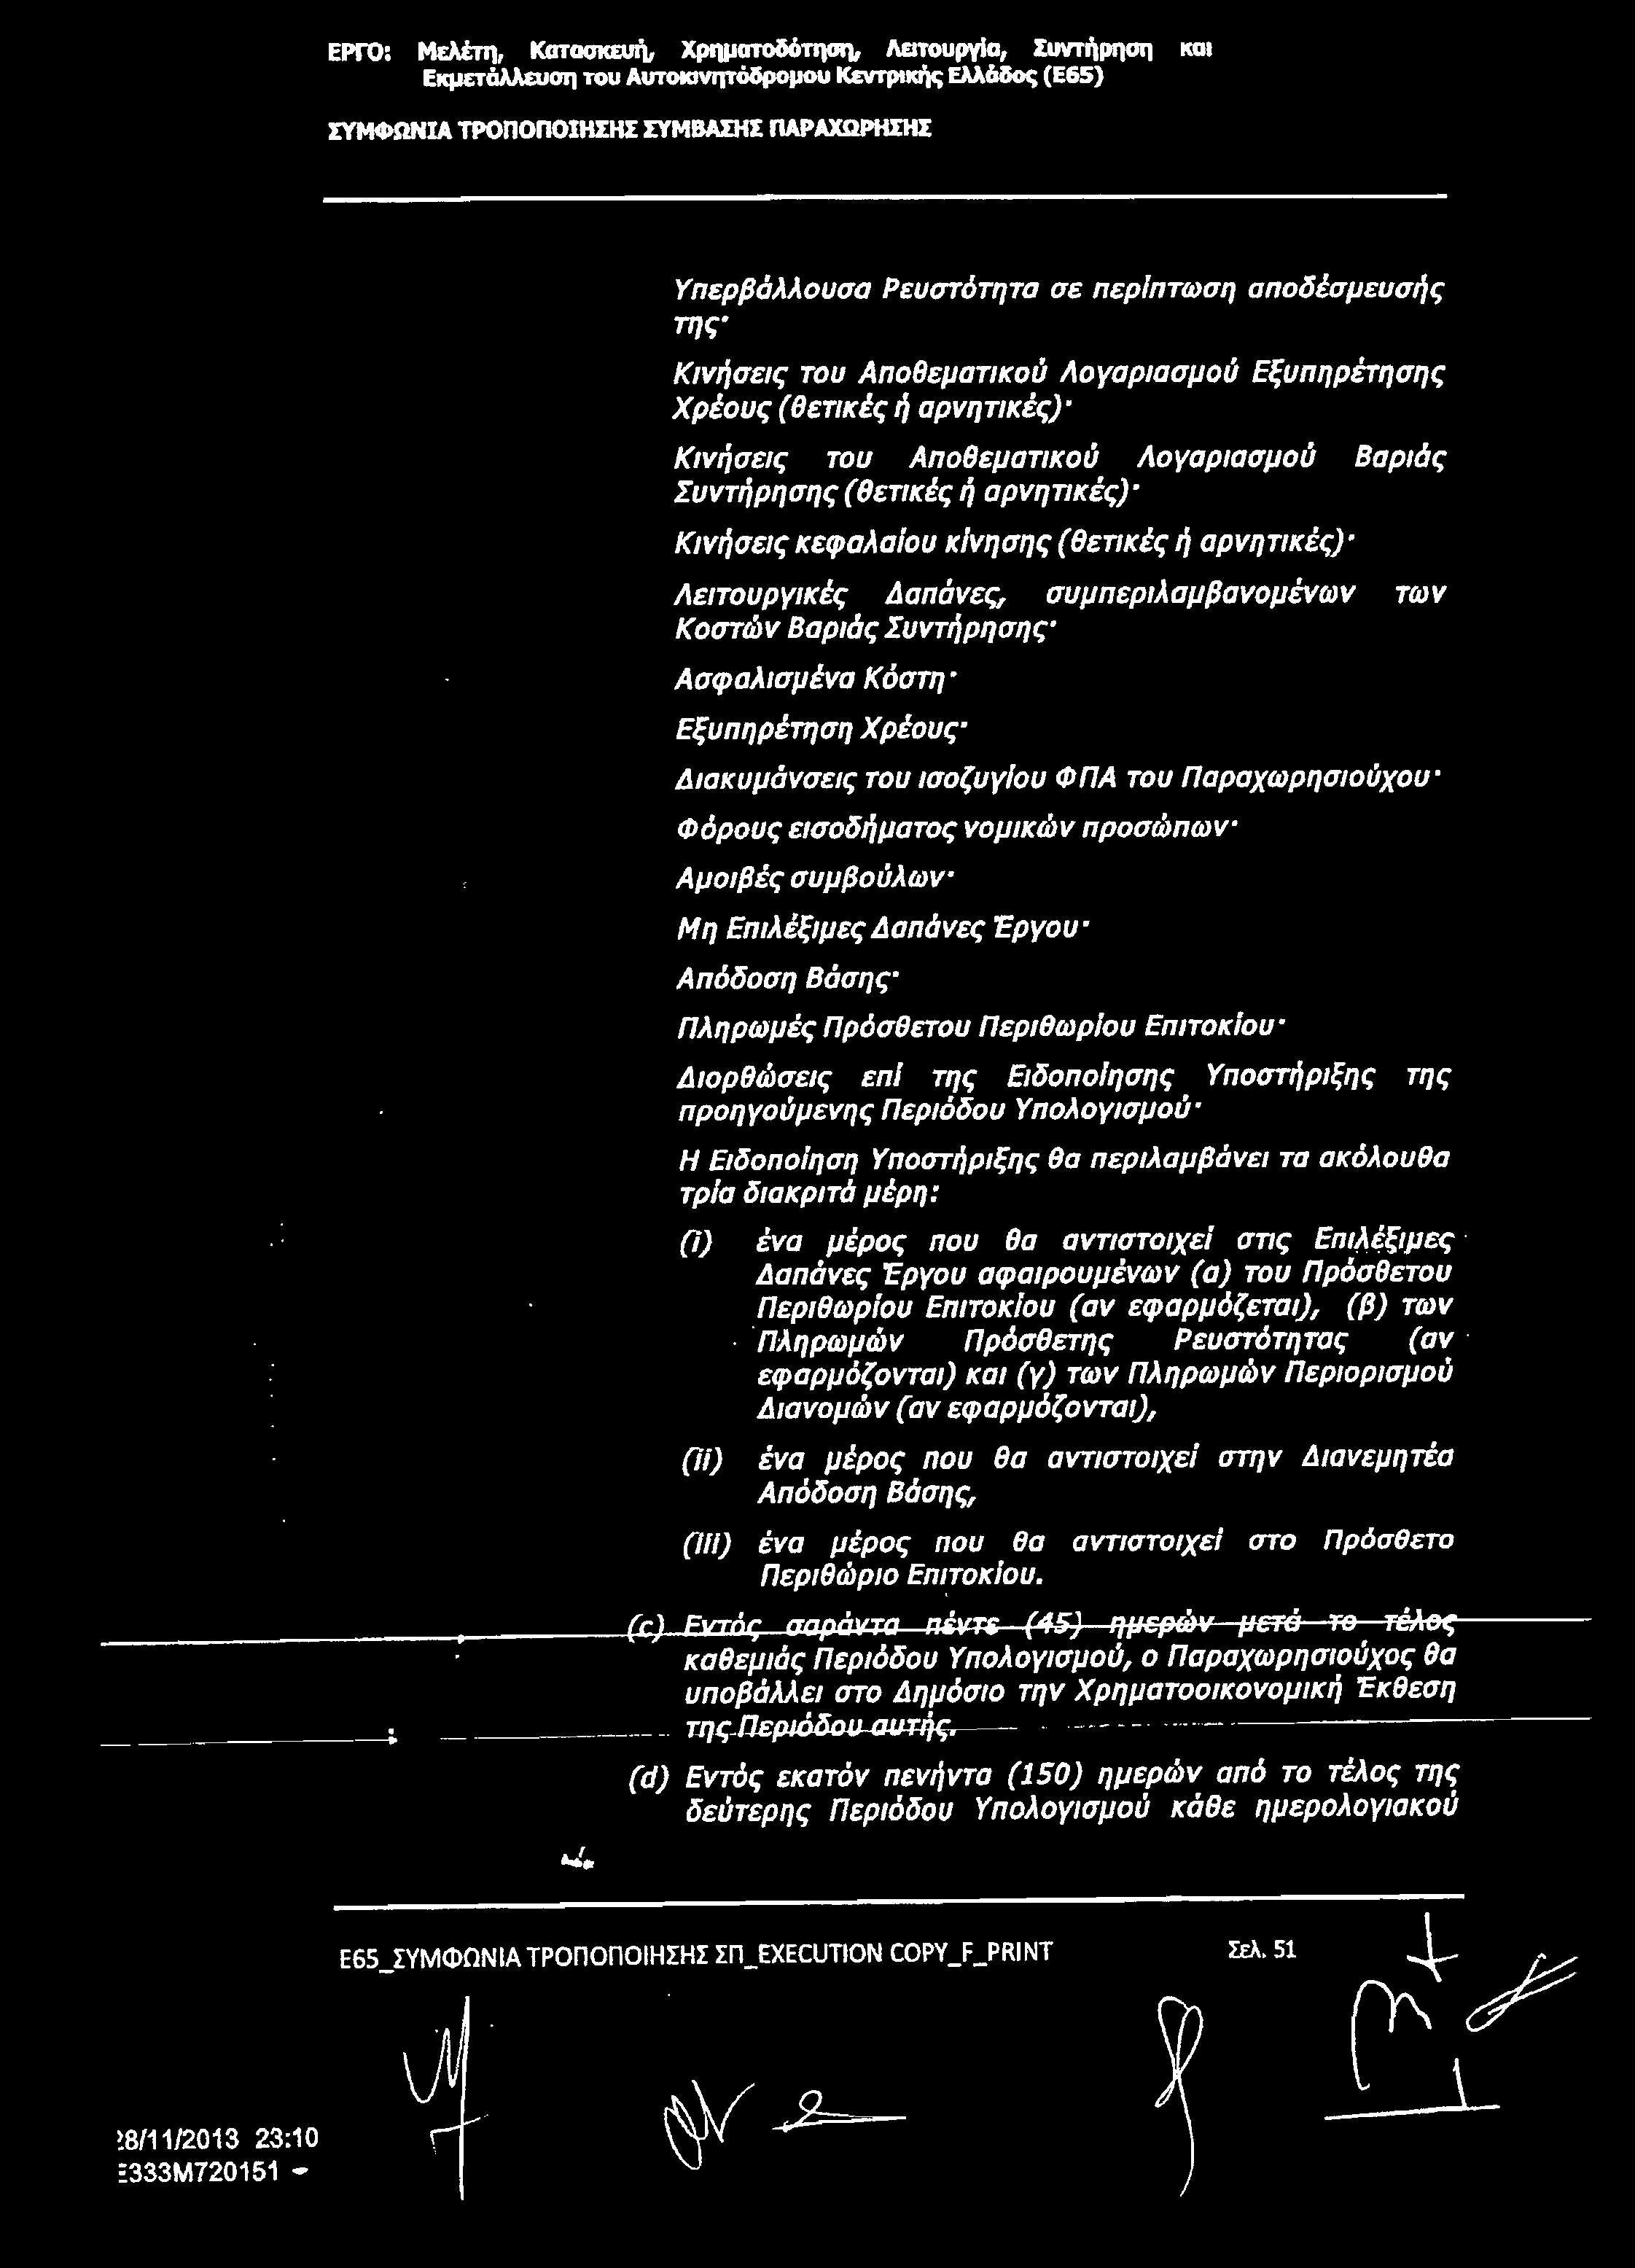 ΕΡΓΟ: Μελέτη, Κατασκευή, Χρηματοδότηση, Λειτουργία, Συντήρηση και
Εκμετάλλευση του Αυτοκινητόδρομου Κεντρικής Ελλάδος (Ε65)
ΣΥΜΦΩΝΙΑ ΤΡΟΠΟΠΟΙΗΣΗΣ ΣΥΜΒΑΣΗΣ ΠΑΡΑΧΩΡΗΣΗΣ
Υπερβάλλουσα Ρευστότητα σε περίπτωση αποδέσμευσής
της·
Κινήσεις του Αποθεματικού Λογαριασμού Εξυπηρέτησης
Χρέους (θετικές ή αρνητικές)·
Κινήσεις του Αποθεματικού Λογαριασμού Βαριάς
Συντήρησης (θετικές ή αρνητικές)·
Κινήσεις κεφαλαίου κίνησης (θετικές ή αρνητικές)·
Λειτουργικές Δαπάνες, συμπεριλαμβανομένων των
Κοστών Βαριάς Συντήρησης·
Ασφαλισμένα Κόστη·
Εξυπηρέτηση Χρέους·
Διακυμάνσεις του ισοζυγίου ΦΠΑ του Παραχωρησιούχου·
Φόρους εισοδήματος νομικών προσώπων·
Αμοιβές συμβούλων·
Μη Επιλέξιμες Δαπάνες Έργου·
Απόδοση Βάσης·
Πληρωμές Πρόσθετου Περιθωρίου Επιτοκίου·
Διορθώσεις επί της Ειδοποίησης Υποστήριξης της
προηγούμενης Περιόδου Υπολογισμού·
Η Ειδοποίηση Υποστήριξης θα περιλαμβάνει τα ακόλουθα
τρία διακριτά μέρη:
(i) ένα μέρος που θα αντιστοιχεί στις Επιλέξιμες
Δαπάνες Έργου αφαιρουμένων (α) του Πρόσθετου
Περιθωρίου Επιτοκίου (αν εφαρμόζεται), (β) των
Πληρωμών Πρόσθετης Ρευστότητας (αν
εφαρμόζονται) και (γ) των Πληρωμών Περιορισμού
Διανομών (αν εφαρμόζονται),
(ii) ένα μέρος που θα αντιστοιχεί στην Διανεμητέα
Απόδοση Βάσης,
(iii) ένα μέρος που θα αντιστοιχεί στο Πρόσθετο
Περιθώριο Επιτοκίου.
(c) Εντός σαράντα πέντε (45) ημερών μετά το τέλος
καθεμιάς Περιόδου Υπολογισμού, ο Παραχωρησιούχος θα
υποβάλλει στο Δημόσιο την Χρηματοοικονομική Έκθεση
της Περιόδου αυτής.
(d) Εντός εκατόν πενήντα (150) ημερών από το τέλος της
δεύτερης Περιόδου Υπολογισμού κάθε ημερολογιακού
E65_ΣΥΜΦΩΝΙΑ ΤΡΟΠΟΠΟΙΗΣΗΣ ΣΠ_EXECUTION COPY_F_PRINT Σελ. 51
8/11/2013 23:10
333M720151